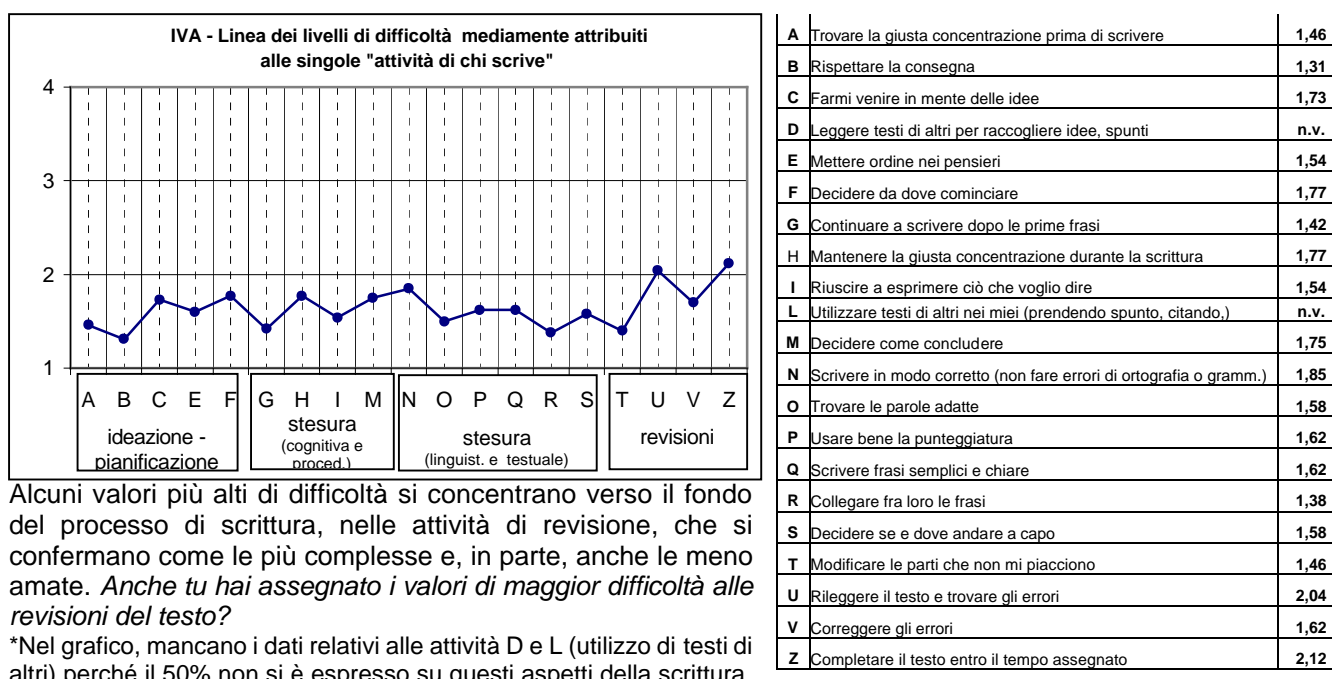 IVA - Linea dei livelli di difficoltà mediamente attribuiti
alle singole "attività di chi scrive"
4
3
2
1
A B C E F G H I M N O P Q R S T U V Z
ideazione -
pianificazione
stesura
(cognitiva e
proced.)
stesura
(linguist. e testuale)
revisioni
Alcuni valori più alti di difficoltà si concentrano verso il fondo
del processo di scrittura, nelle attività di revisione, che si
confermano come le più complesse e, in parte, anche le meno
amate. Anche tu hai assegnato i valori di maggior difficoltà alle
revisioni del testo?
*Nel grafico, mancano i dati relativi alle attività D e L (utilizzo di testi di
altri) perché il 50% non si è espresso su questi aspetti della scrittura.
A Trovare la giusta concentrazione prima di scrivere 1,46
B Rispettare la consegna 1,31
C Farmi venire in mente delle idee 1,73
D Leggere testi di altri per raccogliere idee, spunti n.v.
E Mettere ordine nei pensieri 1,54
F Decidere da dove cominciare 1,77
G Continuare a scrivere dopo le prime frasi 1,42
H Mantenere la giusta concentrazione durante la scrittura 1,77
I Riuscire a esprimere ciò che voglio dire 1,54
L Utilizzare testi di altri nei miei (prendendo spunto, citando,) n.v.
M Decidere come concludere 1,75
N Scrivere in modo corretto (non fare errori di ortografia o gramm.) 1,85
O Trovare le parole adatte 1,58
P Usare bene la punteggiatura 1,62
Q Scrivere frasi semplici e chiare 1,62
R Collegare fra loro le frasi 1,38
S Decidere se e dove andare a capo 1,58
T Modificare le parti che non mi piacciono 1,46
U Rileggere il testo e trovare gli errori 2,04
V Correggere gli errori 1,62
Z Completare il testo entro il tempo assegnato 2,12